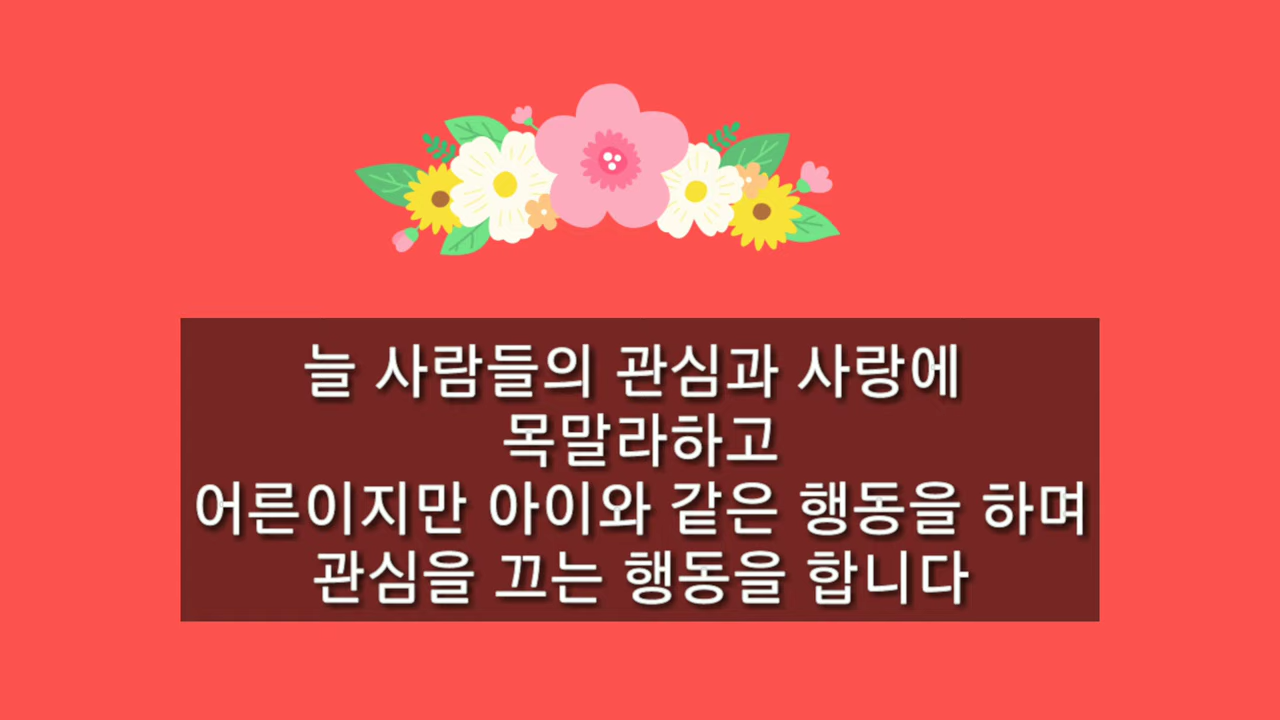 늘 사람들의 관심과 사랑에
목말라하고
어른이지만 아이와 같은 행동을 하며
관심을 끄는 행동을 합니다